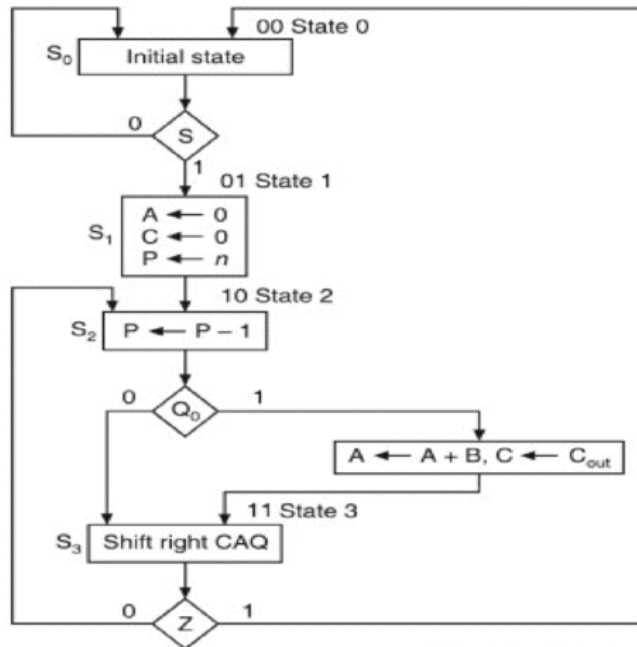 00 State 0
S₀ Initial state
0 S
1
01 State 1
A ← 0
S₁ C ← 0
P ← n
10 State 2
S₂ P ← P – 1
0 Q₀ 1
A ← A + B, C ← Cₒᵤₜ
11 State 3
S₃ Shift right CAQ
0 Z 1